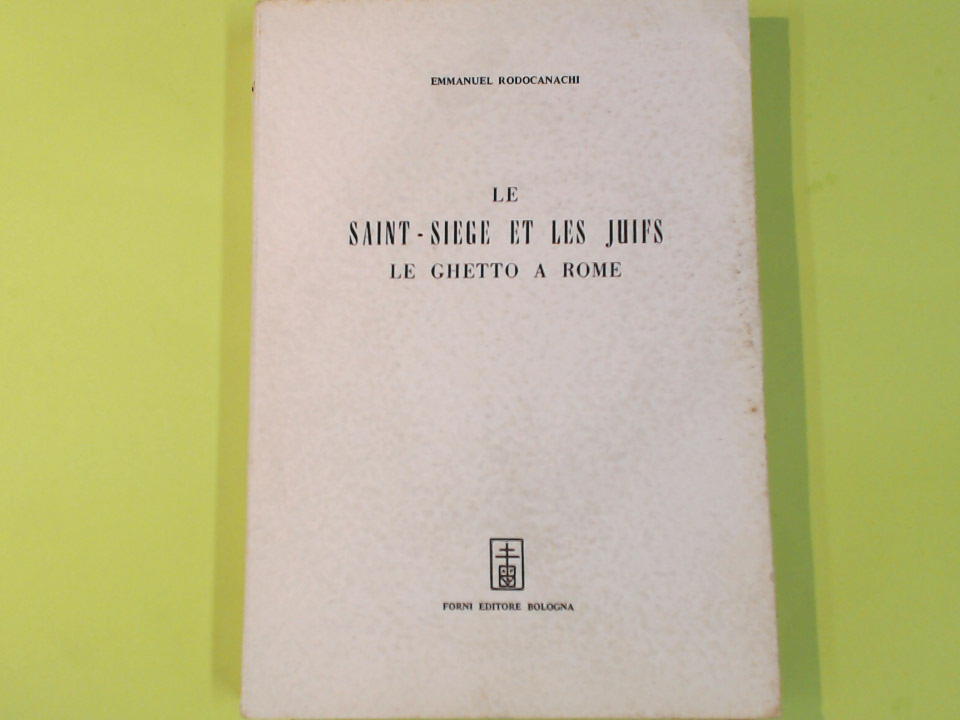 EMMANUEL RODOCANACHI
LE
SAINT-SIEGE ET LES JUIFS
LE GHETTO A ROME
FORNI EDITORE BOLOGNA